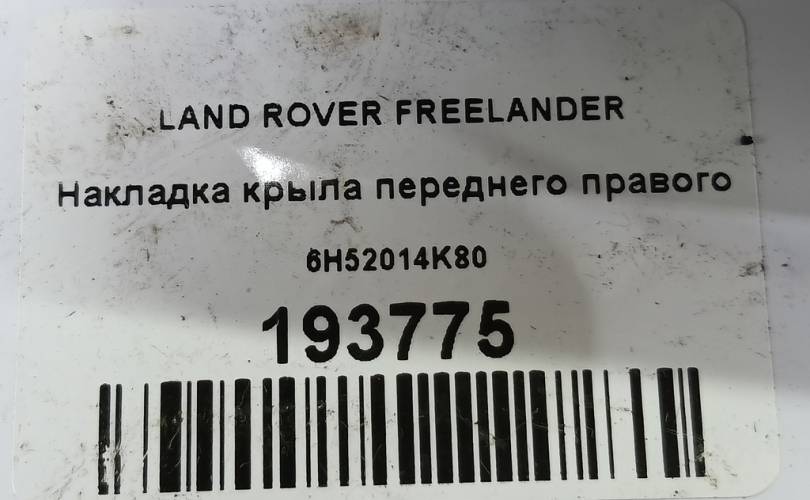 LAND ROVER FREELANDER
Накладка крыла переднего правого
6H52014K80
193775